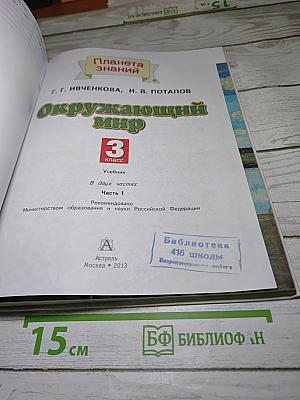 Планета
знаний
Г. Г. ИВЧЕНКОВА, И. В. ПОТАПОВ
Окружающий
мир
3
класс
Учебник
В двух частях
Часть 1
Рекомендовано
Министерством образования и науки Российской Федерации
Астрель
Москва • 2013
Библиотека
416 школы
15 см
БФ БИБЛИОФ